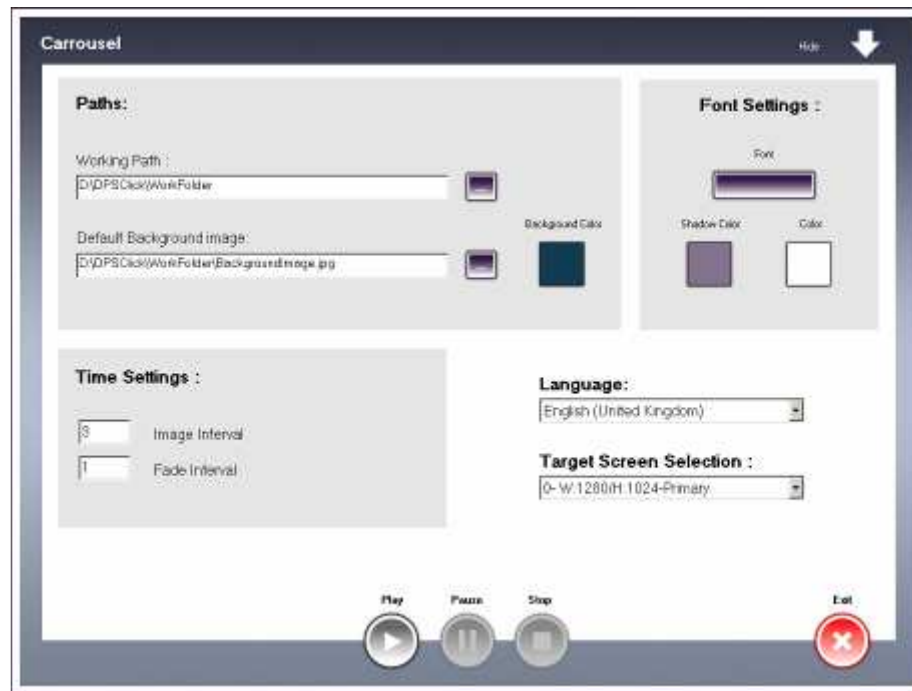 Carrousel
Hide
Paths:
Working Path :
D:\DPSClick\WorkFolder
Default Background image:
D:\DPSClick\WorkFolder\BackgroundImage.jpg
Background Color
Font Settings :
Font
Shadow Color
Color
Time Settings :
3
Image Interval
1
Fade Interval
Language:
English (United Kingdom)
Target Screen Selection :
0- W:1280/H:1024-Primary
Play
Pause
Stop
Exit